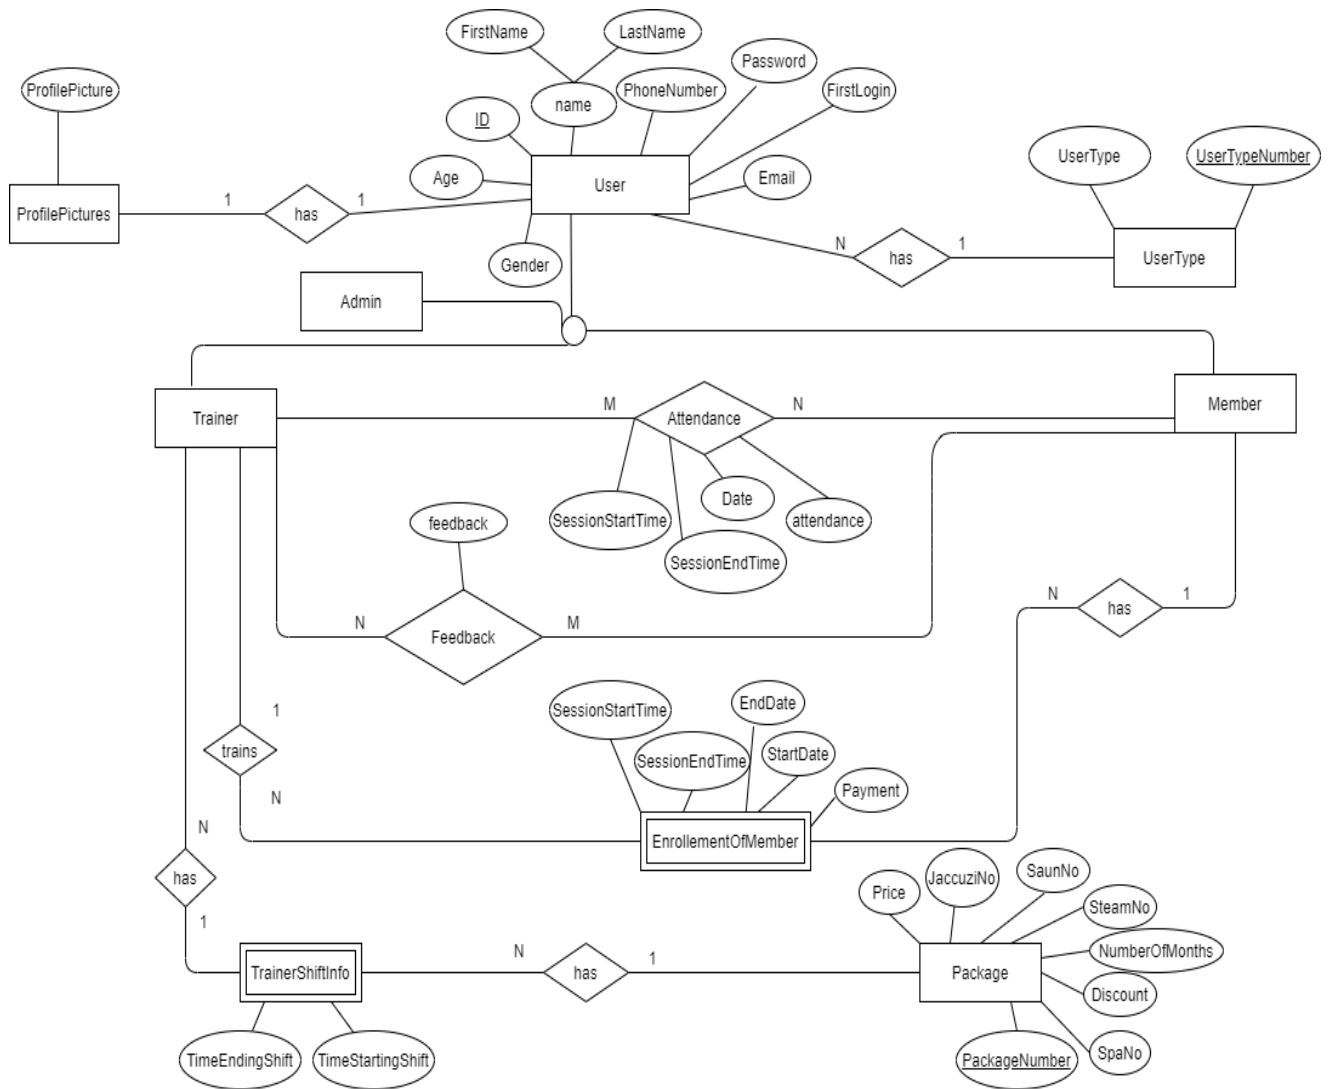 FirstName
LastName
Password
ProfilePicture
name
PhoneNumber
FirstLogin
ID
UserType
UserTypeNumber
Age
User
Email
ProfilePictures
1
has
1
Gender
N
has
1
UserType
Admin
Trainer
M
Attendance
N
Member
Date
SessionStartTime
attendance
feedback
SessionEndTime
N
has
1
N
Feedback
M
SessionStartTime
EndDate
1
trains
SessionEndTime
StartDate
N
Payment
N
EnrollementOfMember
has
Price
JaccuziNo
SaunNo
SteamNo
1
NumberOfMonths
TrainerShiftInfo
N
has
1
Package
Discount
TimeEndingShift
TimeStartingShift
PackageNumber
SpaNo